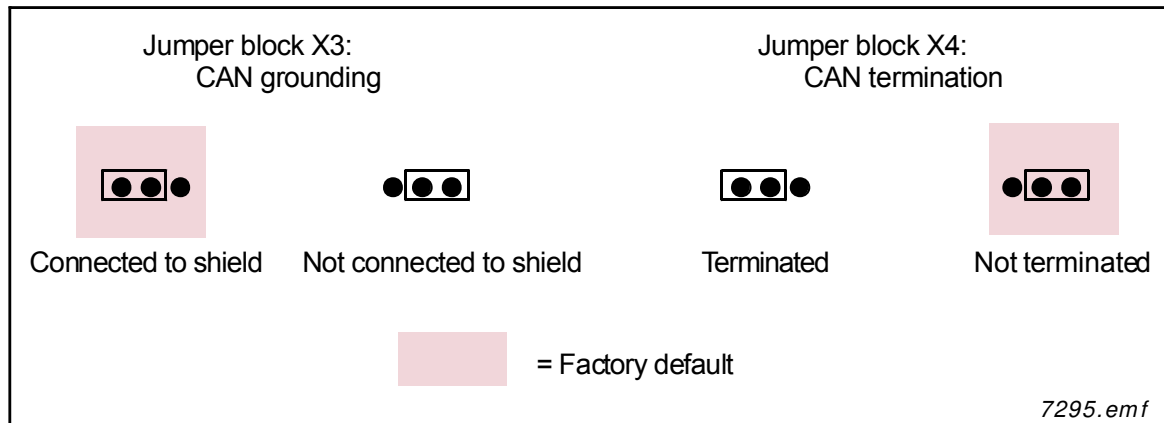 Jumper block X3:
CAN grounding
Jumper block X4:
CAN termination
Connected to shield
Not connected to shield
Terminated
Not terminated
= Factory default
7295.emf